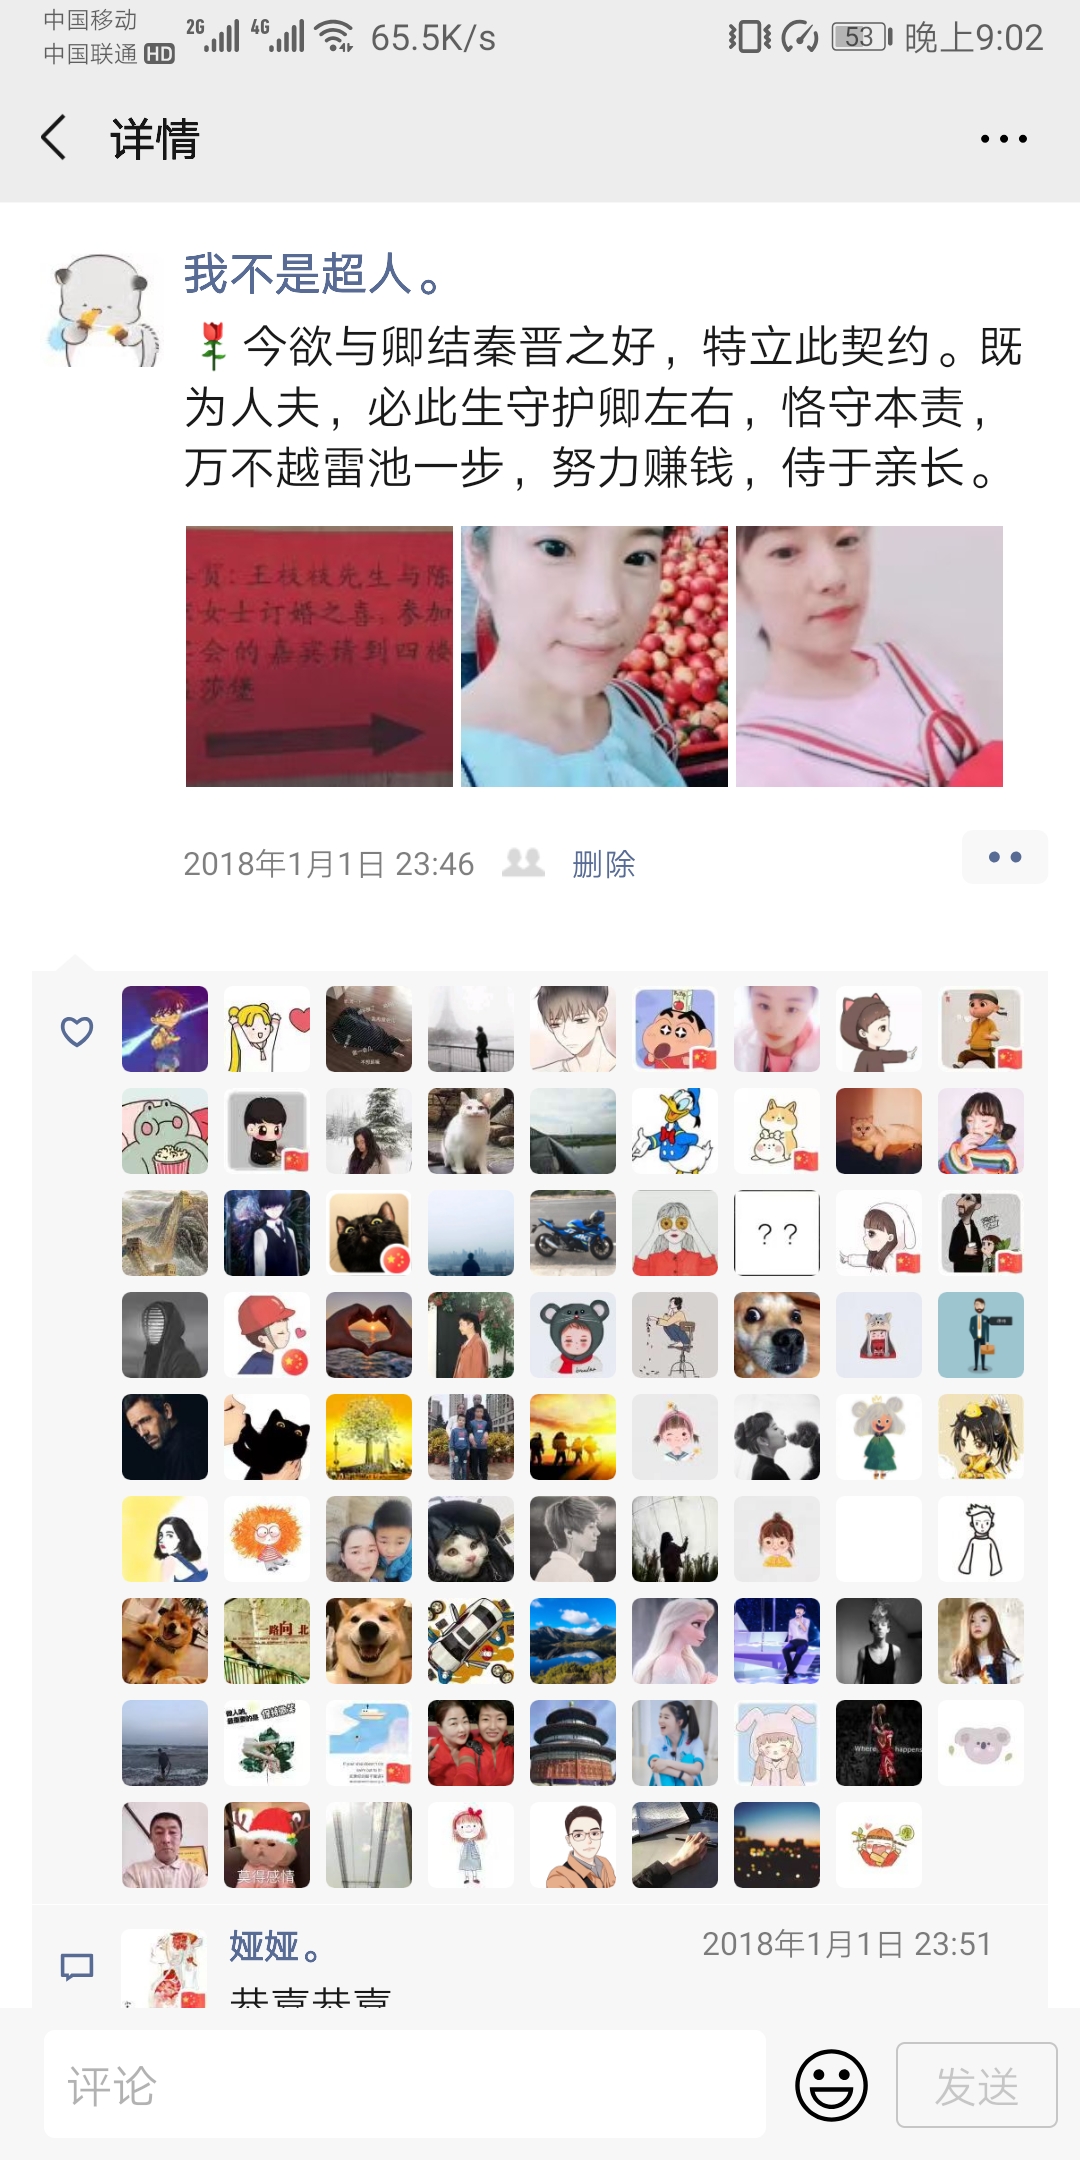 中国移动
中国联通 HD
2G 4G 65.5K/s 53 晚上9:02
详情
我不是超人。
今欲与卿结秦晋之好，特立此契约。既
为人夫，必此生守护卿左右，恪守本责，
万不越雷池一步，努力赚钱，侍于亲长。
贺：王枝枝先生与陈
女士订婚之喜，参加
会的嘉宾请到四楼
莎堡
2018年1月1日 23:46 删除
? ?
一路向北
Where happens
莫得感情
娅娅。 2018年1月1日 23:51
恭喜恭喜
评论 发送